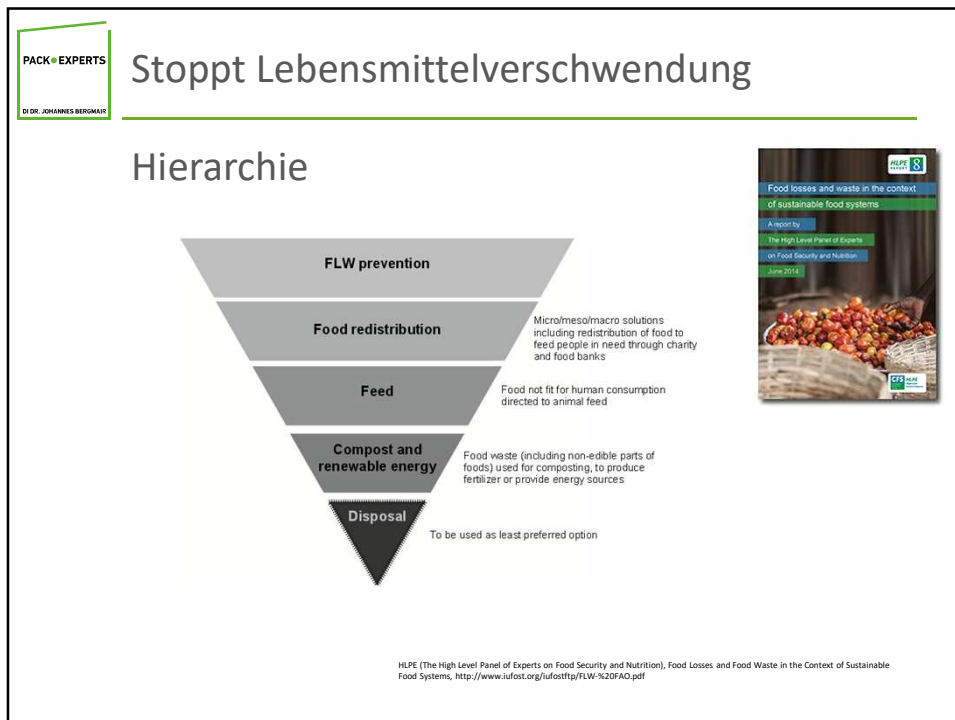 PACK●EXPERTS
DI DR. JOHANNES BERGMAIR
Stoppt Lebensmittelverschwendung
Hierarchie
FLW prevention
Food redistribution
Micro/meso/macro solutions
including redistribution of food to
feed people in need through charity
and food banks
Feed
Food not fit for human consumption
directed to animal feed
Compost and
renewable energy
Food waste (including non-edible parts of
foods) used for composting, to produce
fertilizer or provide energy sources
Disposal
To be used as least preferred option
HLPE
REPORT
8
Food losses and waste in the context
of sustainable food systems
A report by
The High Level Panel of Experts
on Food Security and Nutrition
June 2014
CFS
HLPE
HLPE (The High Level Panel of Experts on Food Security and Nutrition), Food Losses and Food Waste in the Context of Sustainable
Food Systems, http://www.iufost.org/iufostftp/FLW-%20FAO.pdf